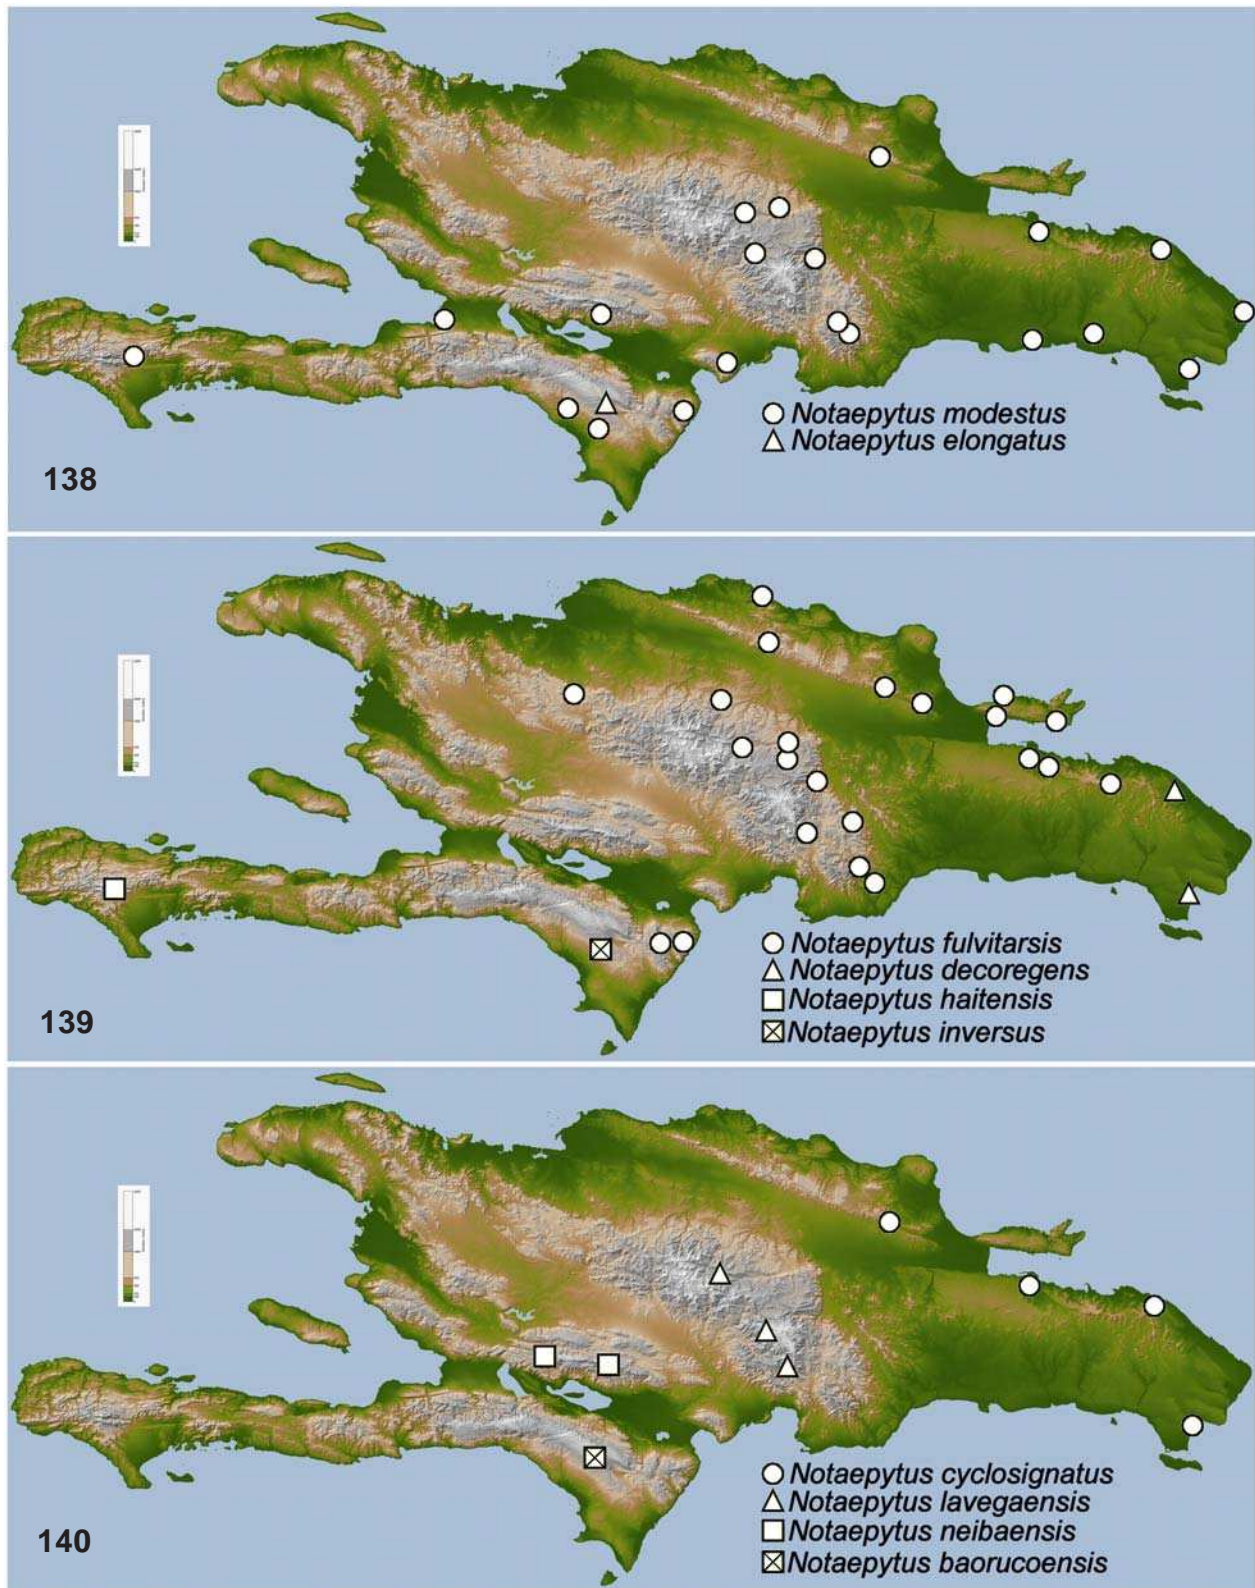 Notaepytus modestus
Notaepytus elongatus
138
Notaepytus fulvitarsis
Notaepytus decoregens
Notaepytus haitensis
Notaepytus inversus
139
Notaepytus cyclosignatus
Notaepytus lavegaensis
Notaepytus neibaensis
Notaepytus baorucoensis
140